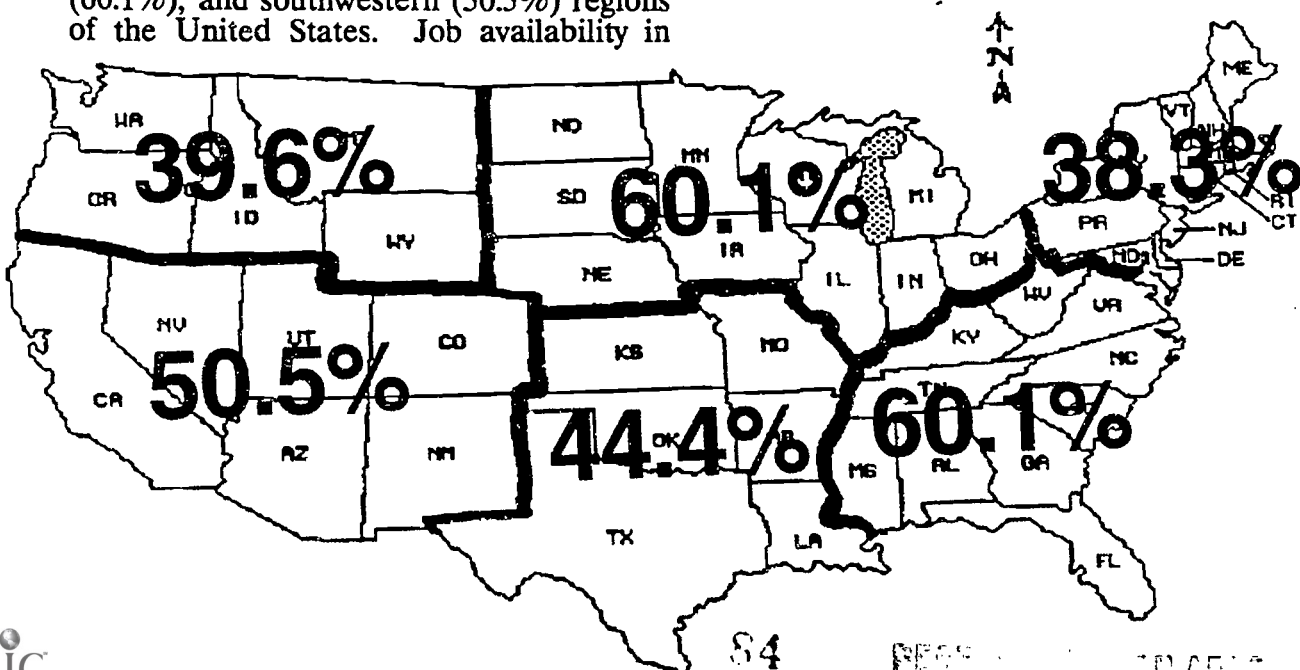 (60.1%), and southwestern (50.5%) regions
of the United States. Job availability in
N
ME
VT
WA
ND
MN
NH
39.6%
60.1%
38.3%
OR
ID
SD
MI
PA
RI
CT
WY
IA
NJ
NE
IL
IN
OH
MD
DE
WV
VA
NV
UT
CO
KS
MO
KY
NC
50.5%
CA
TN
44.4%
60.1%
OK
AZ
NM
MS
AL
GA
TX
LA
FL
84